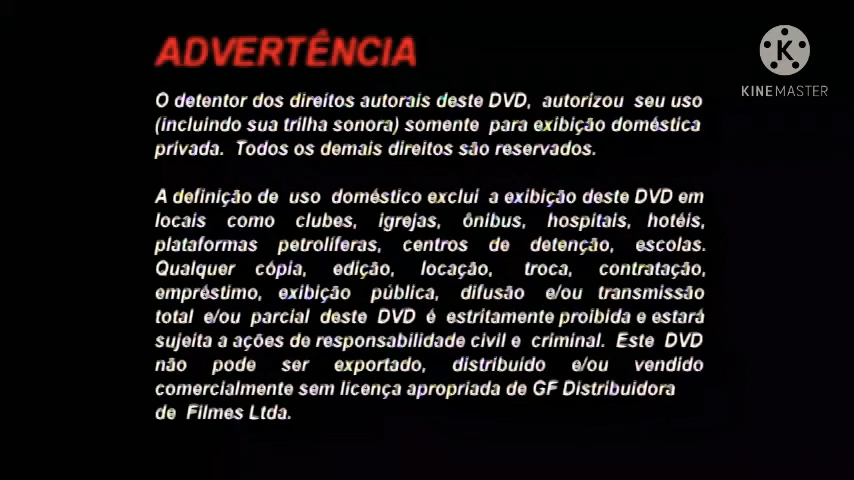 ADVERTÊNCIA
K
KINEMASTER
O detentor dos direitos autorais deste DVD, autorizou seu uso
(incluindo sua trilha sonora) somente para exibição doméstica
privada. Todos os demais direitos são reservados.
A definição de uso doméstico exclui a exibição deste DVD em
locais como clubes, igrejas, ônibus, hospitais, hotéis,
plataformas petrolíferas, centros de detenção, escolas.
Qualquer cópia, edição, locação, troca, contratação,
empréstimo, exibição pública, difusão e/ou transmissão
total e/ou parcial deste DVD é estritamente proibida e estará
sujeita a ações de responsabilidade civil e criminal. Este DVD
não pode ser exportado, distribuído e/ou vendido
comercialmente sem licença apropriada de GF Distribuidora
de Filmes Ltda.